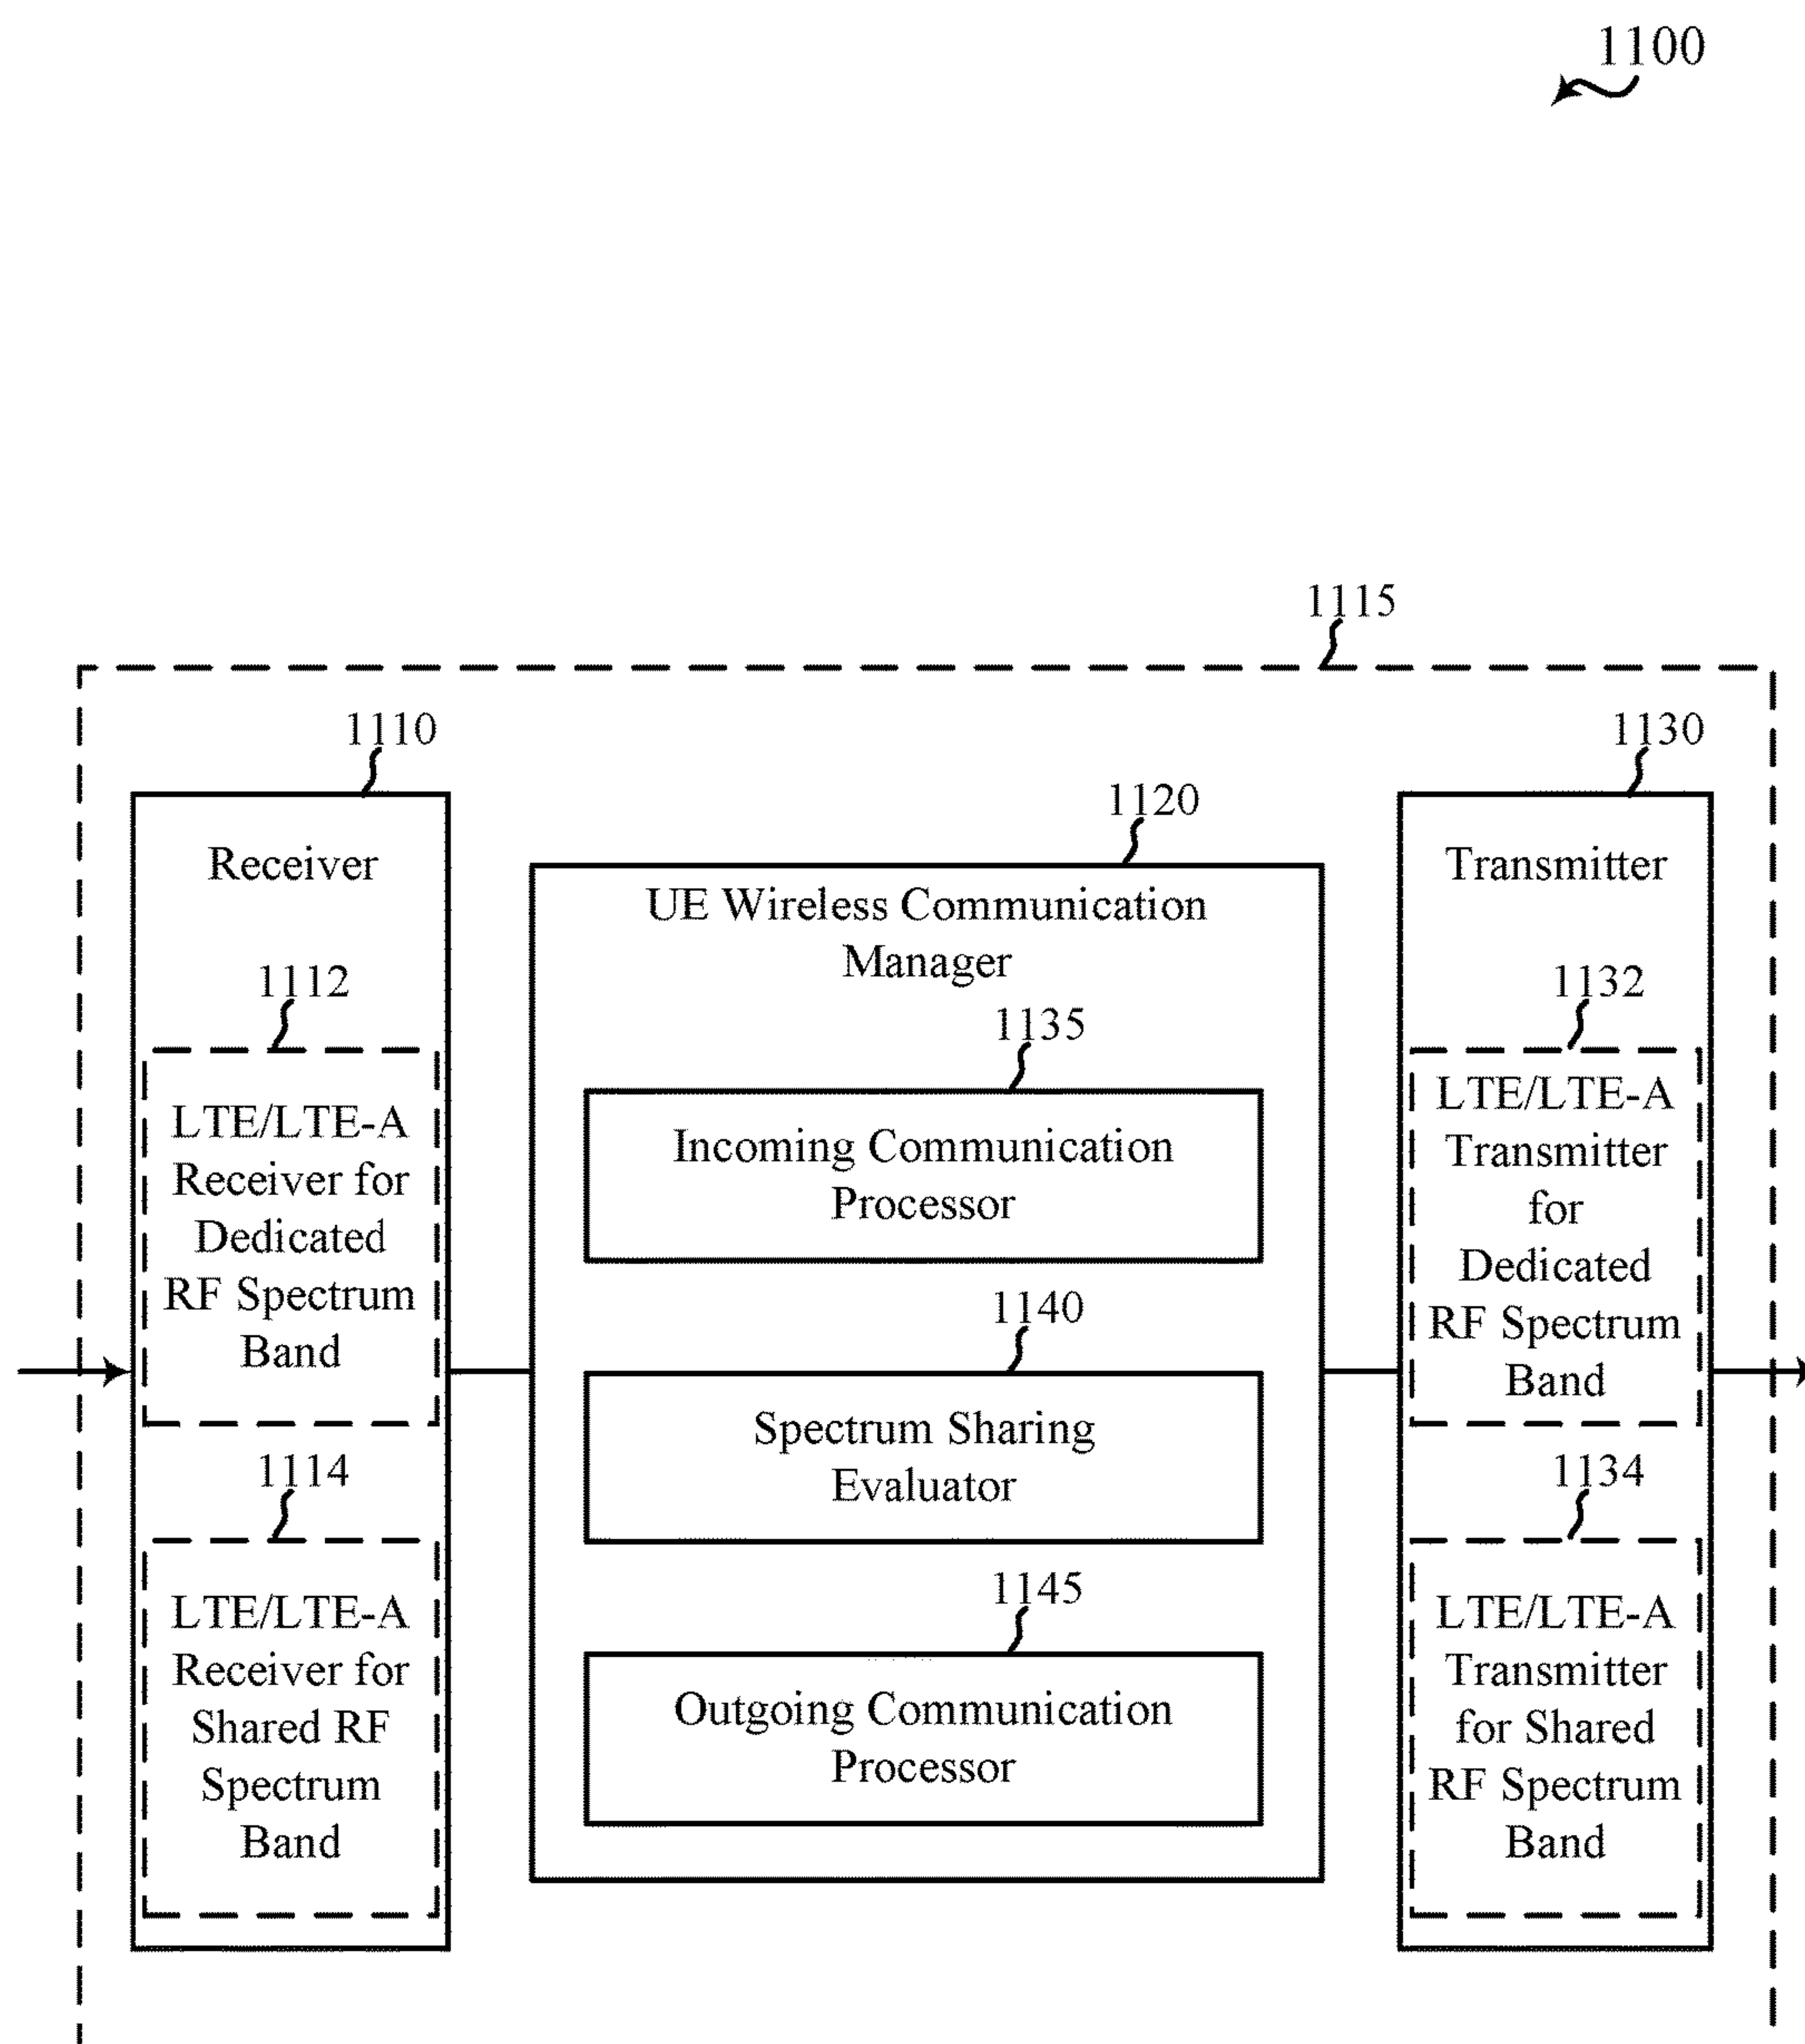 1100
1115
1110
Receiver
1112
LTE/LTE-A
Receiver for
Dedicated
RF Spectrum
Band
1114
LTE/LTE-A
Receiver for
Shared RF
Spectrum
Band
1120
UE Wireless Communication
Manager
1135
Incoming Communication
Processor
1140
Spectrum Sharing
Evaluator
1145
Outgoing Communication
Processor
1130
Transmitter
1132
LTE/LTE-A
Transmitter
for
Dedicated
RF Spectrum
Band
1134
LTE/LTE-A
Transmitter
for Shared
RF Spectrum
Band